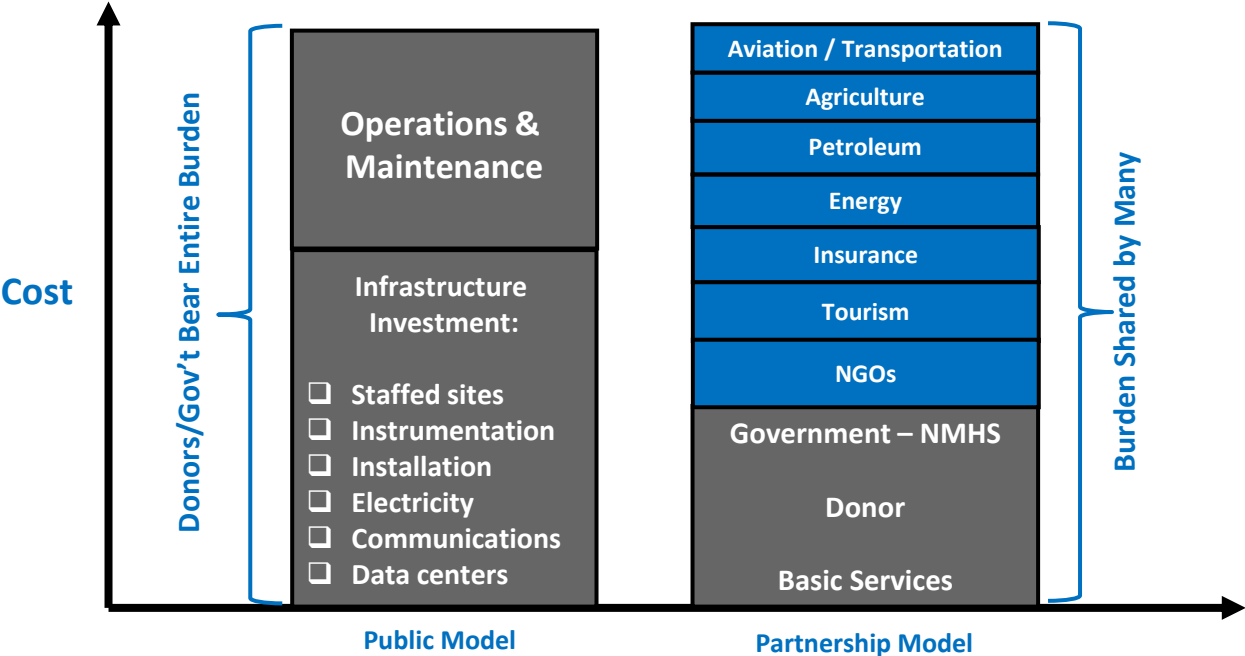 Cost
Donors/Gov't Bear Entire Burden
Operations &
Maintenance
Infrastructure
Investment:
❑ Staffed sites
❑ Instrumentation
❑ Installation
❑ Electricity
❑ Communications
❑ Data centers
Public Model
Aviation / Transportation
Agriculture
Petroleum
Energy
Insurance
Tourism
NGOs
Government – NMHS
Donor
Basic Services
Partnership Model
Burden Shared by Many